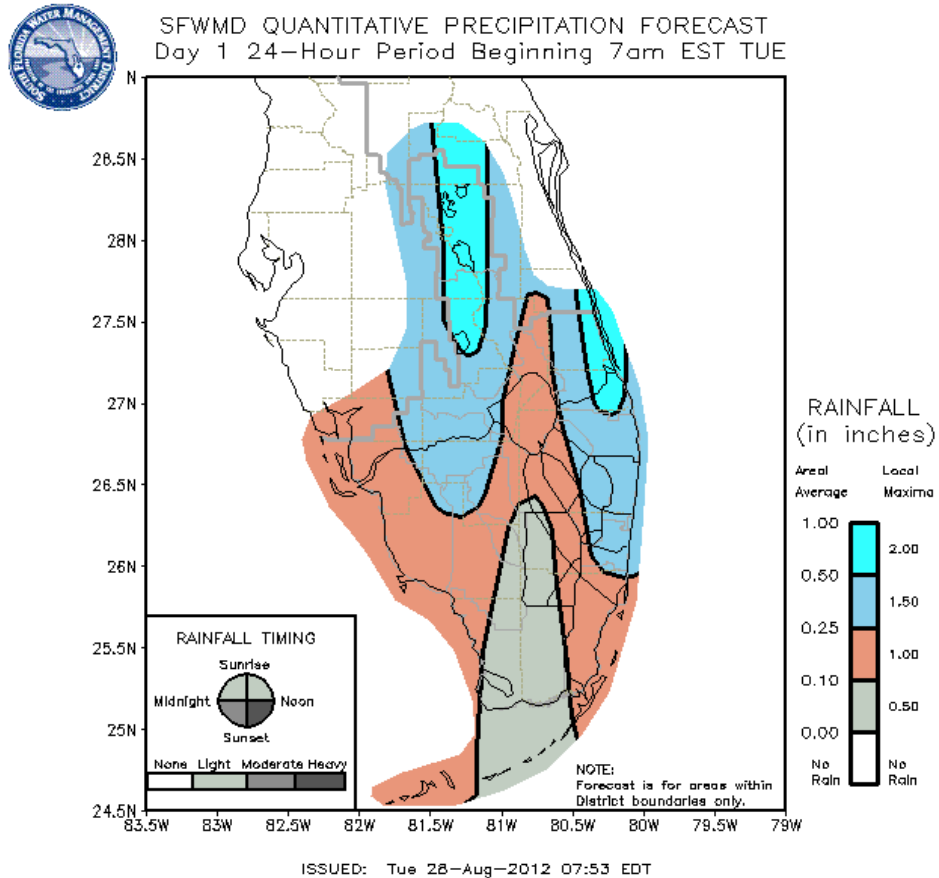 SFWMD QUANTITATIVE PRECIPITATION FORECAST
Day 1 24-Hour Period Beginning 7am EST TUE
SOUTH FLORIDA WATER MANAGEMENT DISTRICT
N
28.5N
28N
27.5N
27N
26.5N
26N
25.5N
25N
24.5N
83.5W 83W 82.5W 82W 81.5W 81W 80.5W 80W 79.5W 79W
RAINFALL TIMING
Sunrise
Midnight Noon
Sunset
None Light Moderate Heavy
NOTE:
Forecast is for areas within
District boundaries only.
RAINFALL
(in inches)
Areal Local
Average Maxima
1.00
2.00
0.50
1.50
0.25
1.00
0.10
0.50
0.00
No No
Rain Rain
ISSUED: Tue 28-Aug-2012 07:53 EDT